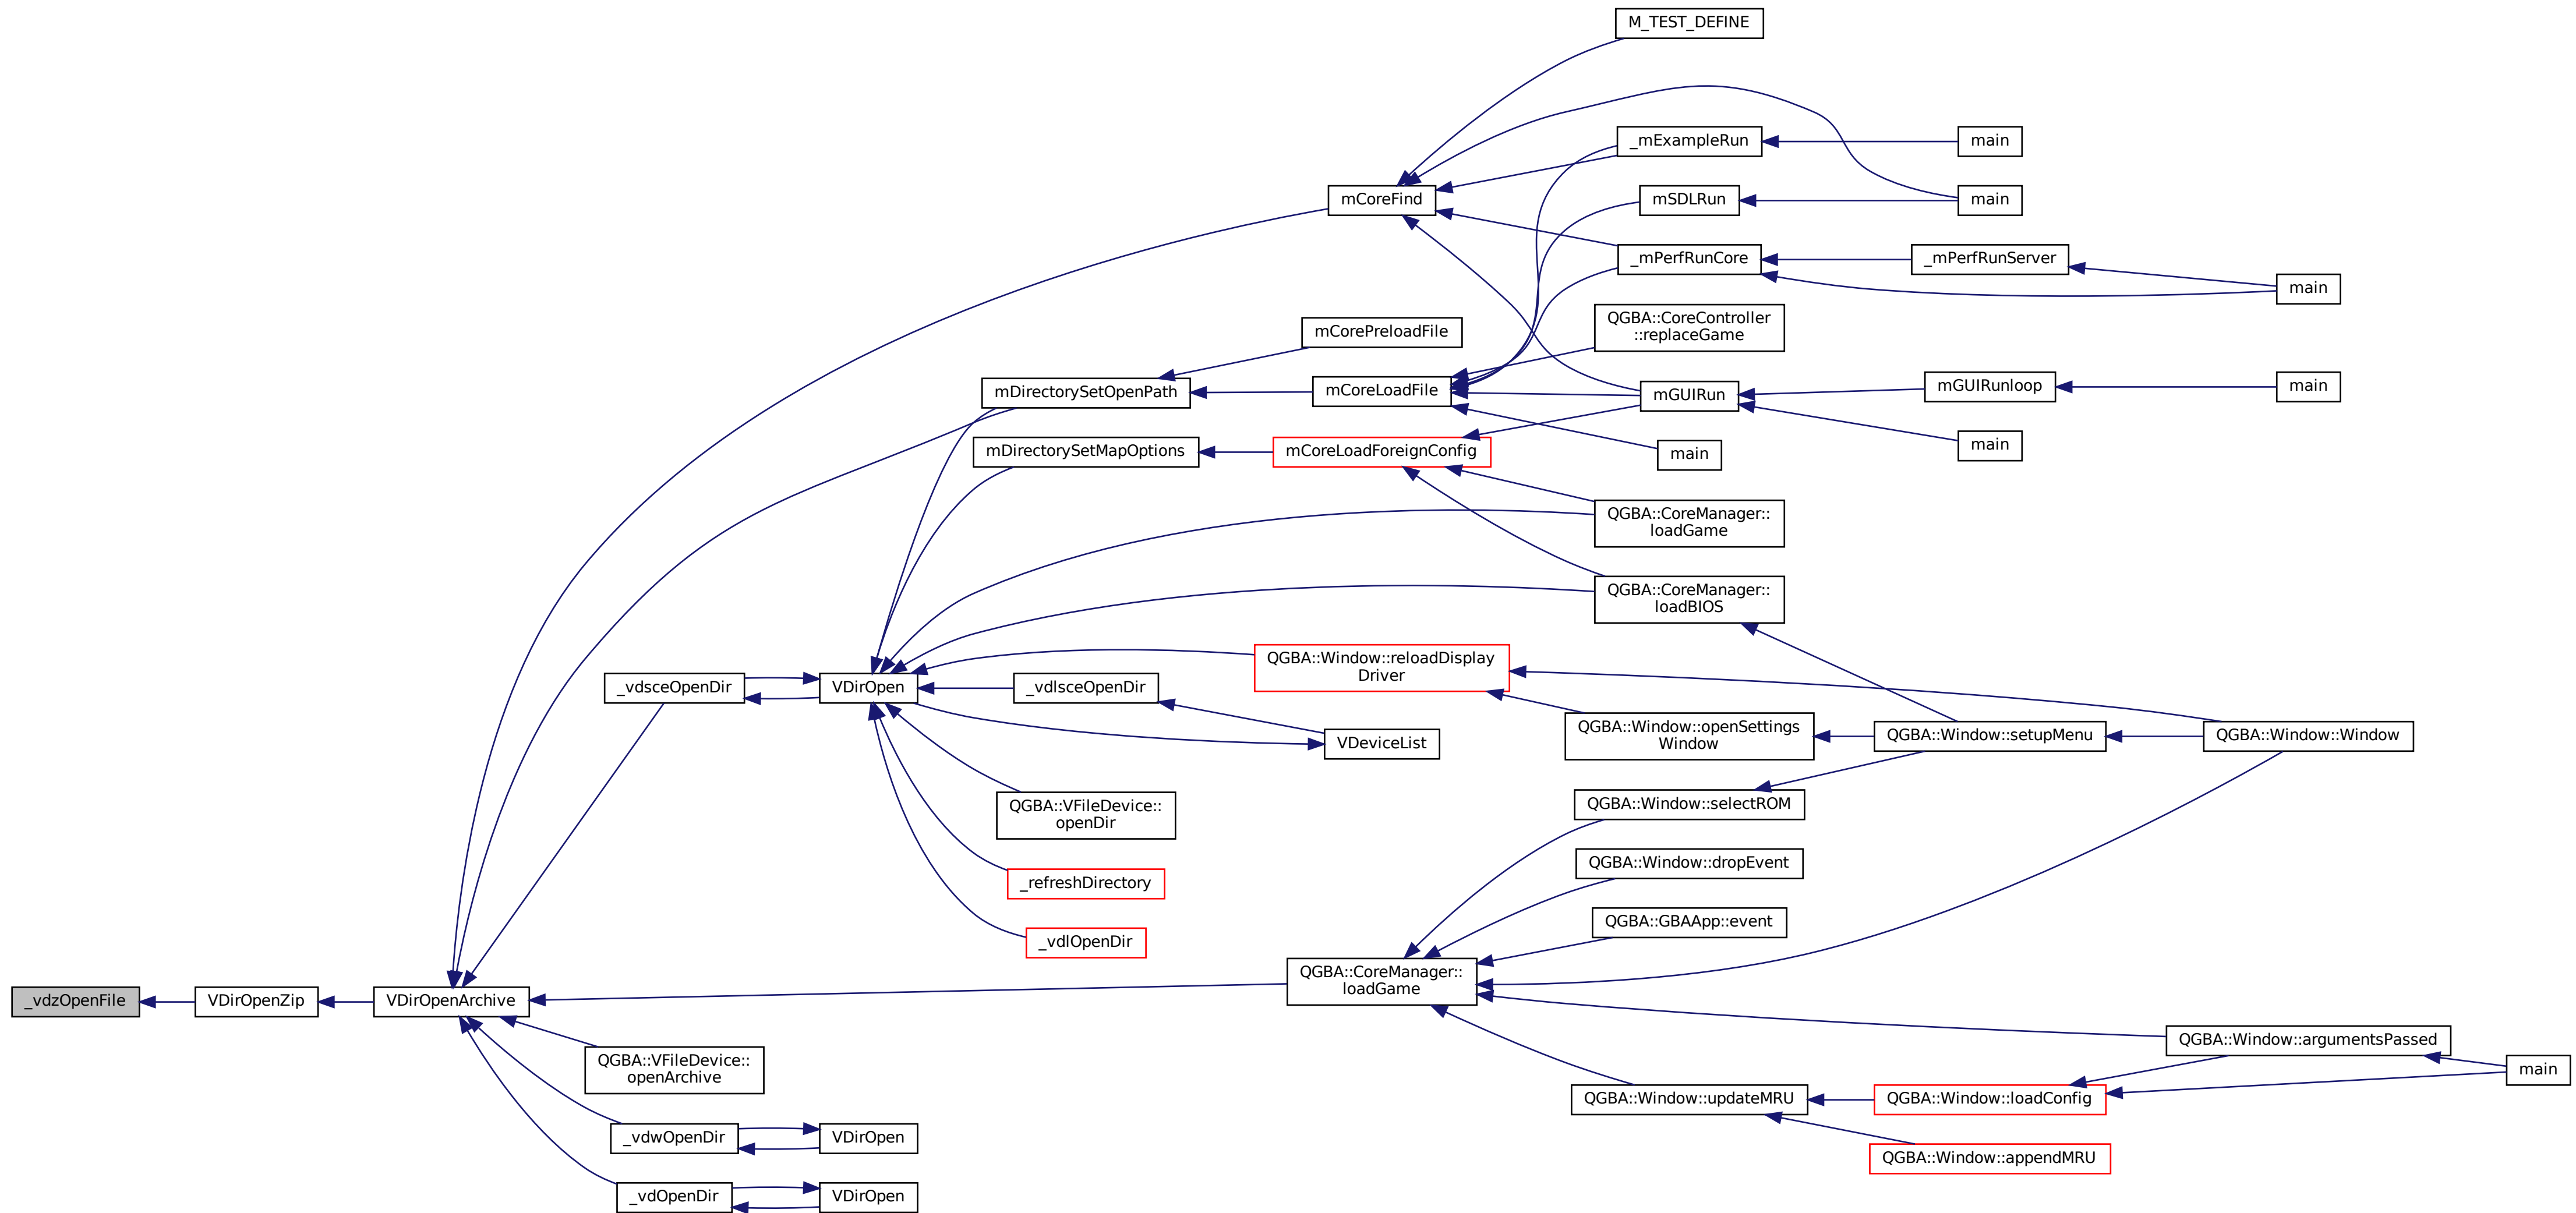 M_TEST_DEFINE
_mExampleRun
main
mCoreFind
mSDLRun
main
_mPerfRunCore
_mPerfRunServer
main
QGBA::CoreController
::replaceGame
mCorePreloadFile
mDirectorySetOpenPath
mCoreLoadFile
mGUIRun
mGUIRunloop
main
main
main
mDirectorySetMapOptions
mCoreLoadForeignConfig
QGBA::CoreManager::
loadGame
QGBA::CoreManager::
loadBIOS
QGBA::Window::reloadDisplay
Driver
_vdsceOpenDir
VDirOpen
_vdlsceOpenDir
VDeviceList
QGBA::Window::openSettings
Window
QGBA::Window::setupMenu
QGBA::Window::Window
QGBA::VFileDevice::
openDir
QGBA::Window::selectROM
QGBA::Window::dropEvent
_refreshDirectory
QGBA::GBAApp::event
_vdlOpenDir
QGBA::CoreManager::
loadGame
_vdzOpenFile
VDirOpenZip
VDirOpenArchive
QGBA::Window::argumentsPassed
main
QGBA::VFileDevice::
openArchive
QGBA::Window::updateMRU
QGBA::Window::loadConfig
_vdwOpenDir
VDirOpen
QGBA::Window::appendMRU
_vdOpenDir
VDirOpen